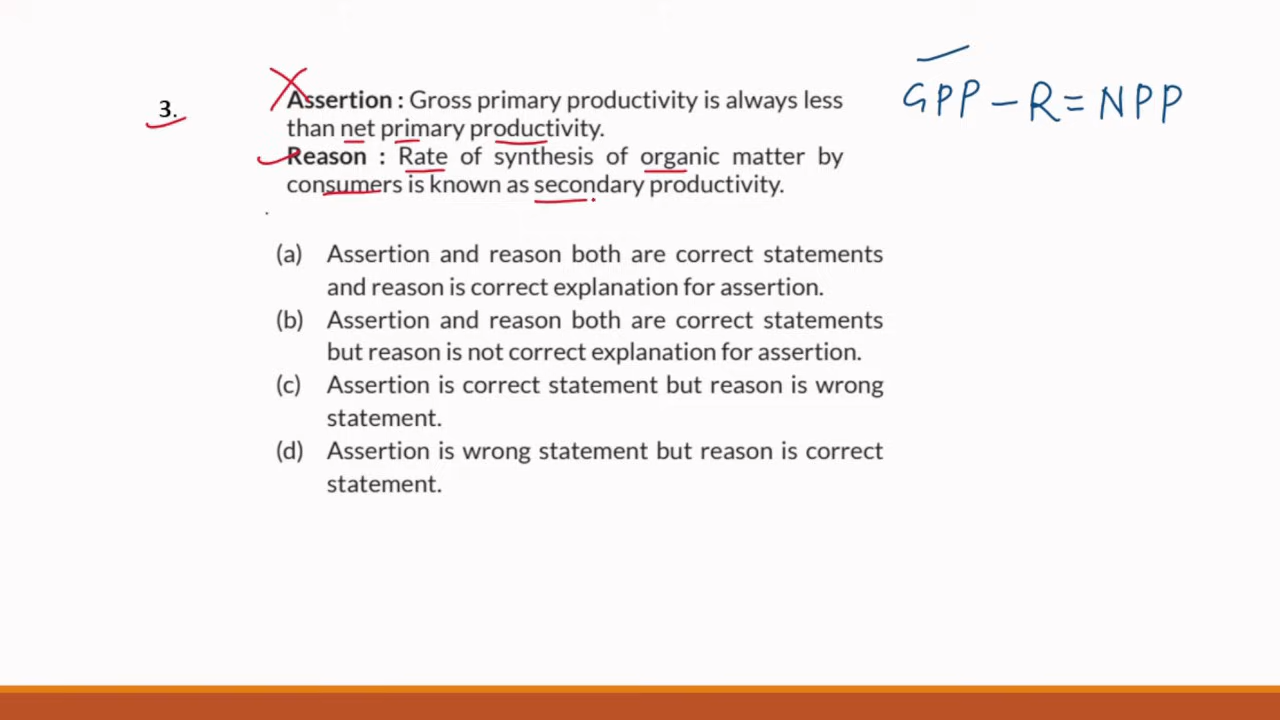 3.
Assertion : Gross primary productivity is always less
than net primary productivity.
Reason : Rate of synthesis of organic matter by
consumers is known as secondary productivity.
GPP – R = NPP
(a) Assertion and reason both are correct statements
and reason is correct explanation for assertion.
(b) Assertion and reason both are correct statements
but reason is not correct explanation for assertion.
(c) Assertion is correct statement but reason is wrong
statement.
(d) Assertion is wrong statement but reason is correct
statement.